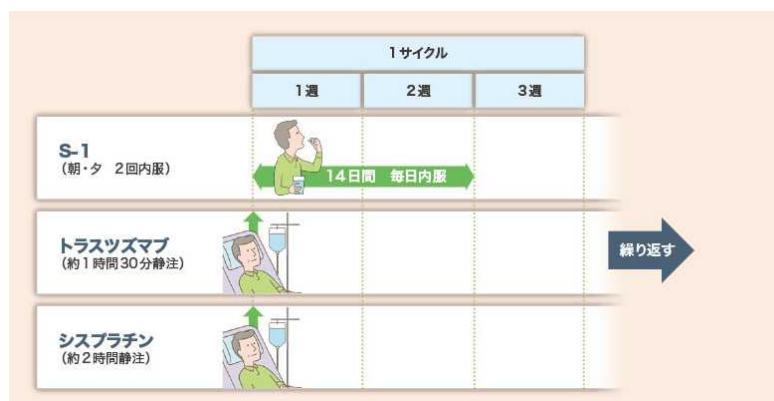 1サイクル
1週 2週 3週
S-1
(朝・夕 2回内服)
14日間 毎日内服
トラスツズマブ
(約1時間30分静注)
繰り返す
シスプラチン
(約2時間静注)